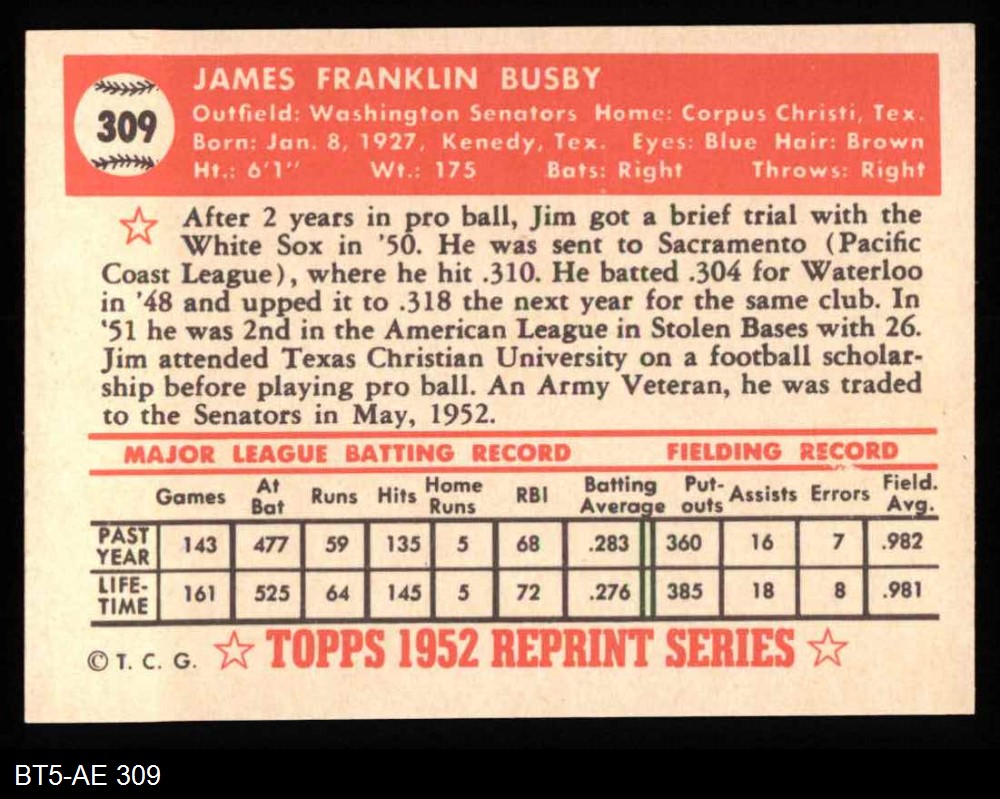 309
JAMES FRANKLIN BUSBY
Outfield: Washington Senators Home: Corpus Christi, Tex.
Born: Jan. 8, 1927, Kenedy, Tex. Eyes: Blue Hair: Brown
Ht.: 6'1" Wt.: 175 Bats: Right Throws: Right
After 2 years in pro ball, Jim got a brief trial with the
White Sox in '50. He was sent to Sacramento (Pacific
Coast League), where he hit .310. He batted .304 for Waterloo
in '48 and upped it to .318 the next year for the same club. In
'51 he was 2nd in the American League in Stolen Bases with 26.
Jim attended Texas Christian University on a football scholar-
ship before playing pro ball. An Army Veteran, he was traded
to the Senators in May, 1952.
MAJOR LEAGUE BATTING RECORD FIELDING RECORD
Games At Bat Runs Hits Home Runs RBI Batting Average Put-outs Assists Errors Field. Avg.
PAST YEAR 143 477 59 135 5 68 .283 360 16 7 .982
LIFE-TIME 161 525 64 145 5 72 .276 385 18 8 .981
© T. C. G. TOPPS 1952 REPRINT SERIES
BT5-AE 309